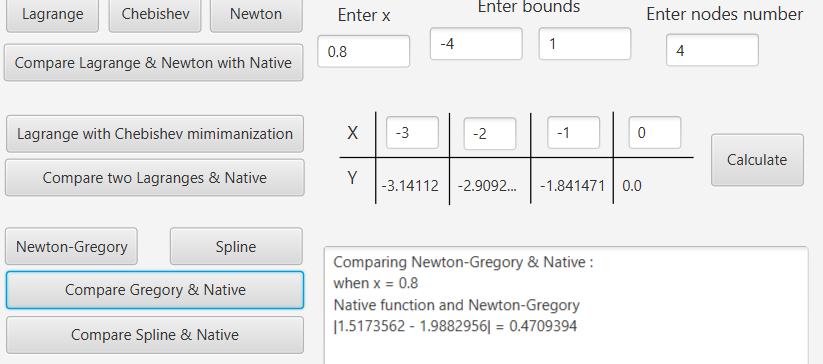 Lagrange
Chebishev
Newton
Compare Lagrange & Newton with Native
Enter x
Enter bounds
Enter nodes number
0.8
-4
1
4
Lagrange with Chebishev mimimanization
Compare two Lagranges & Native
X -3 -2 -1 0
Y -3.14112 -2.9092... -1.841471 0.0
Calculate
Newton-Gregory
Spline
Compare Gregory & Native
Compare Spline & Native
Comparing Newton-Gregory & Native :
when x = 0.8
Native function and Newton-Gregory
|1.5173562 - 1.9882956| = 0.4709394